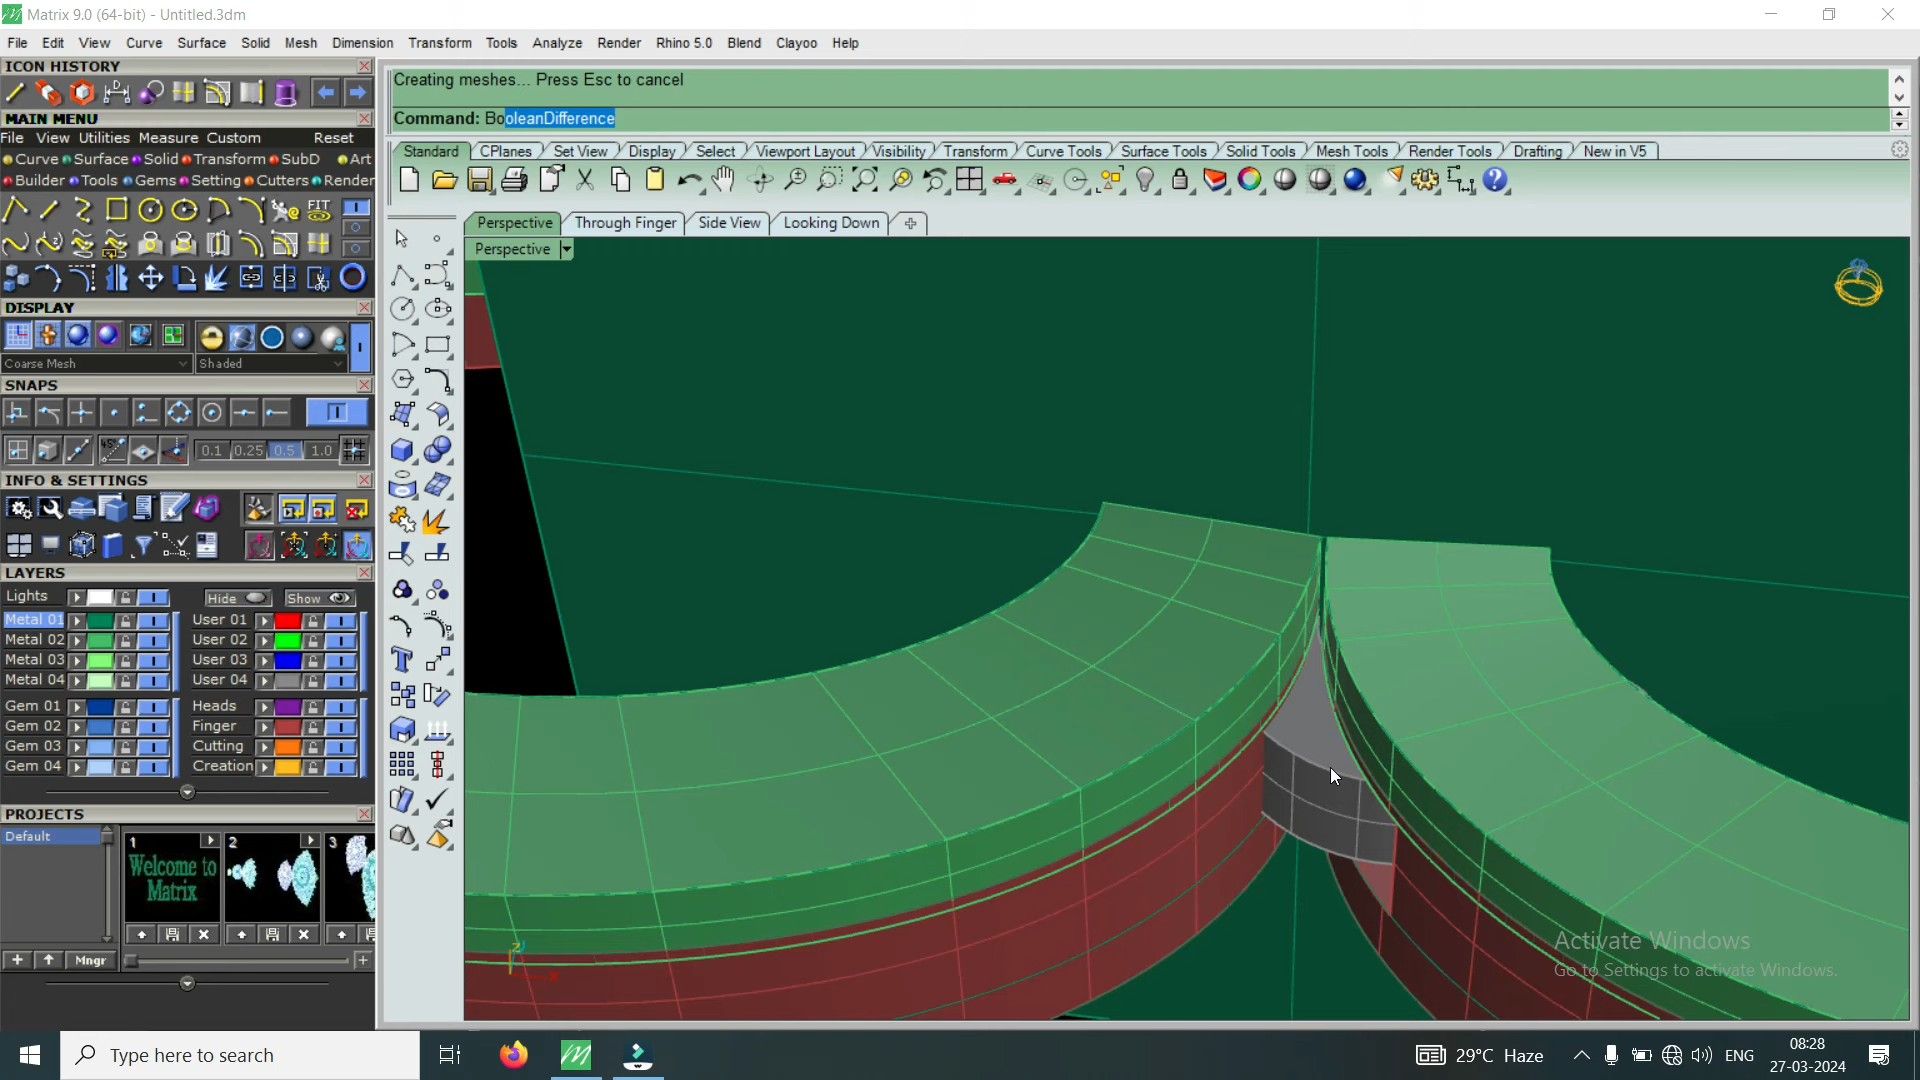 Matrix 9.0 (64-bit) - Untitled.3dm
File Edit View Curve Surface Solid Mesh Dimension Transform Tools Analyze Render Rhino 5.0 Blend Clayoo Help
ICON HISTORY
Creating meshes... Press Esc to cancel
Command: BooleanDifference
MAIN MENU
File View Utilities Measure Custom Reset
Curve Surface Solid Transform SubD Art
Builder Tools Gems Setting Cutters Render
Standard CPlanes Set View Display Select Viewport Layout Visibility Transform Curve Tools Surface Tools Solid Tools Mesh Tools Render Tools Drafting New in V5
FIT
Perspective Through Finger Side View Looking Down
Perspective
DISPLAY
Coarse Mesh Shaded
SNAPS
0.1 0.25 0.5 1.0
INFO & SETTINGS
LAYERS
Lights Hide Show
Metal 01 User 01
Metal 02 User 02
Metal 03 User 03
Metal 04 User 04
Gem 01 Heads
Gem 02 Finger
Gem 03 Cutting
Gem 04 Creation
PROJECTS
Default
1 2 3
Welcome to
Matrix
Mngr
Activate Windows
Go to Settings to activate Windows.
Type here to search
29°C Haze
ENG
08:28
27-03-2024